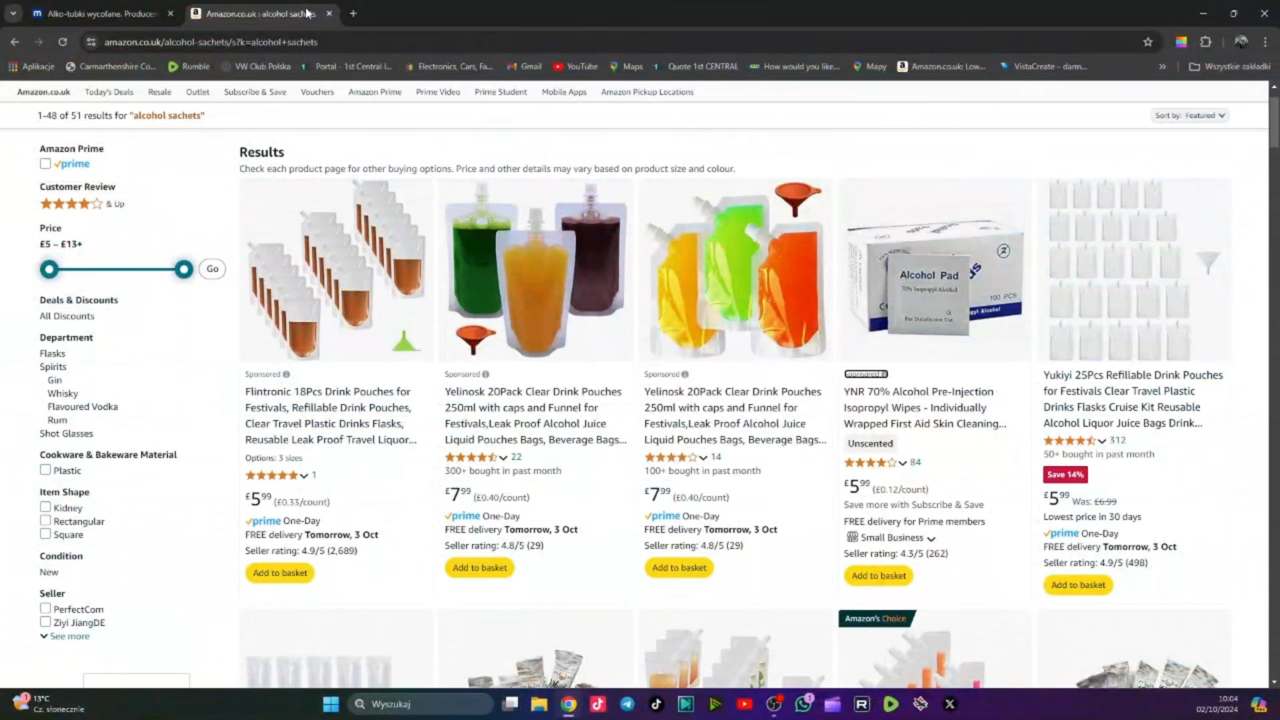 Alko-tubki wycofane. Producen
Amazon.co.uk : alcohol sachets
amazon.co.uk/alcohol-sachets/s?k=alcohol+sachets
Aplikacje
Carmarthenshire Co...
Rumble
VW Club Polska
Portal - 1st Central I...
Electronics, Cars, Fa...
Gmail
YouTube
Maps
Quote 1st CENTRAL
How would you like...
Mapy
Amazon.co.uk: Low...
VistaCreate – darm...
Wszystkie zakładki
Amazon.co.uk
Today's Deals
Resale
Outlet
Subscribe & Save
Vouchers
Amazon Prime
Prime Video
Prime Student
Mobile Apps
Amazon Pickup Locations
1-48 of 51 results for "alcohol sachets"
Sort by: Featured
Amazon Prime
prime
Customer Review
& Up
Price
£5 – £13+
Go
Deals & Discounts
All Discounts
Department
Flasks
Spirits
Gin
Whisky
Flavoured Vodka
Rum
Shot Glasses
Cookware & Bakeware Material
Plastic
Item Shape
Kidney
Rectangular
Square
Condition
New
Seller
PerfectCom
Ziyi JiangDE
See more
Results
Check each product page for other buying options. Price and other details may vary based on product size and colour.
Sponsored
Flintronic 18Pcs Drink Pouches for
Festivals, Refillable Drink Pouches,
Clear Travel Plastic Drinks Flasks,
Reusable Leak Proof Travel Liquor...
Options: 3 sizes
1
£5 99 (£0.33/count)
prime One-Day
FREE delivery Tomorrow, 3 Oct
Seller rating: 4.9/5 (2,689)
Add to basket
Sponsored
Yelinosk 20Pack Clear Drink Pouches
250ml with caps and Funnel for
Festivals,Leak Proof Alcohol Juice
Liquid Pouches Bags, Beverage Bags...
22
300+ bought in past month
£7 99 (£0.40/count)
prime One-Day
FREE delivery Tomorrow, 3 Oct
Seller rating: 4.8/5 (29)
Add to basket
Sponsored
Yelinosk 20Pack Clear Drink Pouches
250ml with caps and Funnel for
Festivals,Leak Proof Alcohol Juice
Liquid Pouches Bags, Beverage Bags...
14
100+ bought in past month
£7 99 (£0.40/count)
prime One-Day
FREE delivery Tomorrow, 3 Oct
Seller rating: 4.8/5 (29)
Add to basket
Alcohol Pad
70% Isopropyl Alcohol
100 PCS
Sponsored
YNR 70% Alcohol Pre-Injection
Isopropyl Wipes - Individually
Wrapped First Aid Skin Cleaning...
Unscented
84
£5 99 (£0.12/count)
Save more with Subscribe & Save
FREE delivery for Prime members
Small Business
Seller rating: 4.3/5 (262)
Add to basket
Yukiyi 25Pcs Refillable Drink Pouches
for Festivals Clear Travel Plastic
Drinks Flasks Cruise Kit Reusable
Alcohol Liquor Juice Bags Drink...
312
50+ bought in past month
Save 14%
£5 99 Was: £6.99
Lowest price in 30 days
prime One-Day
FREE delivery Tomorrow, 3 Oct
Seller rating: 4.9/5 (498)
Add to basket
Amazon's Choice
13°C
Cz. słonecznie
Wyszukaj
10:04
02/10/2024